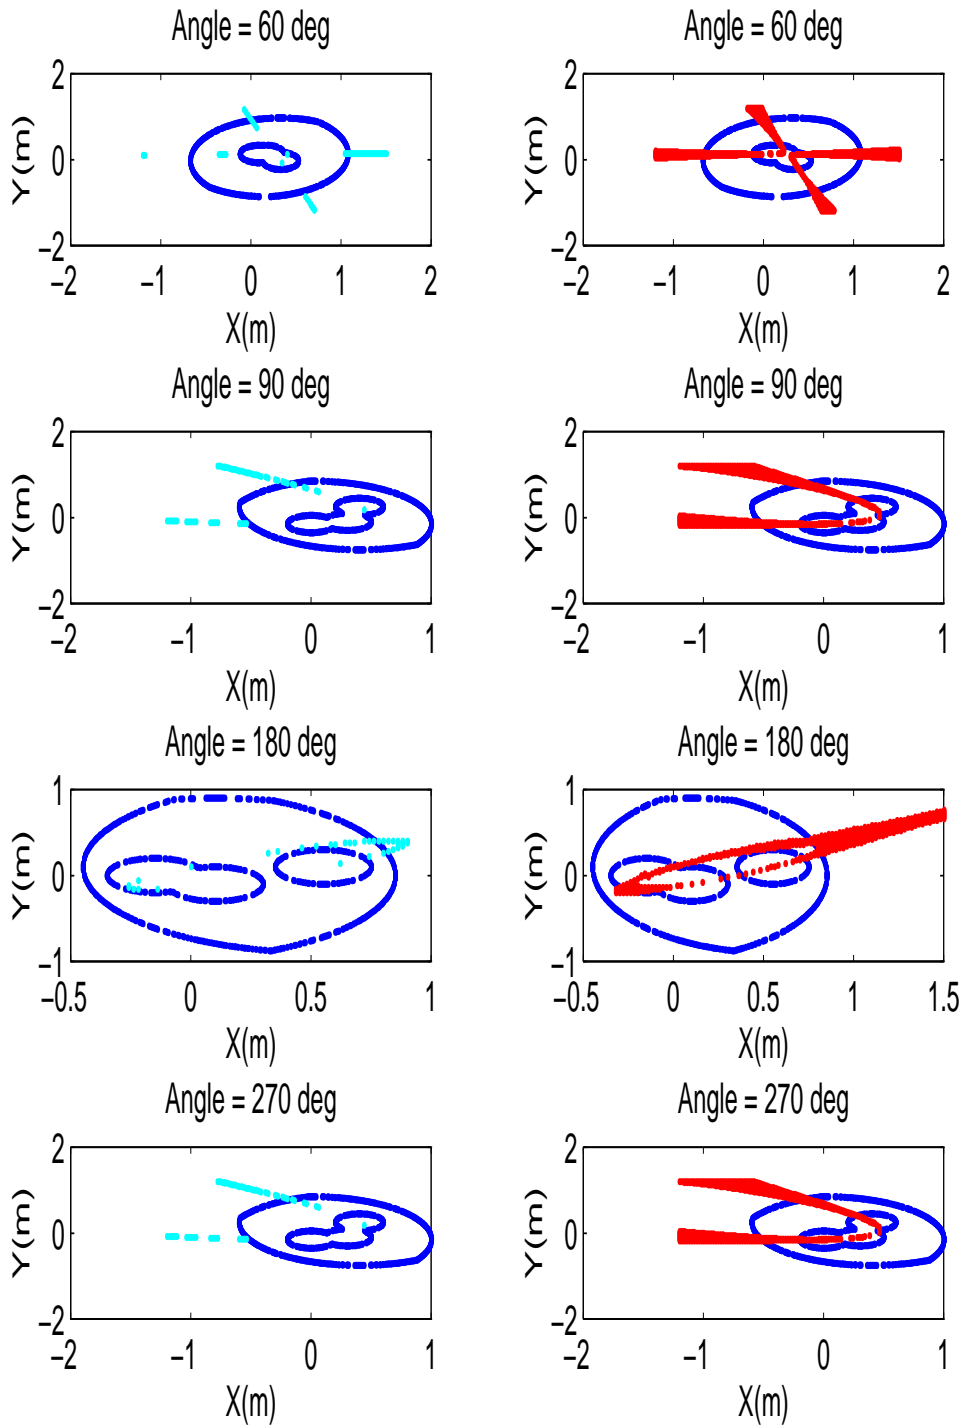 Angle = 60 deg
Angle = 60 deg
2
0
−2
Y(m)
−2 −1 0 1 2
X(m)
2
0
−2
Y(m)
−2 −1 0 1 2
X(m)
Angle = 90 deg
Angle = 90 deg
2
0
−2
Y(m)
−2 −1 0 1
X(m)
2
0
−2
Y(m)
−2 −1 0 1
X(m)
Angle = 180 deg
Angle = 180 deg
1
0
−1
Y(m)
−0.5 0 0.5 1
X(m)
1
0
−1
Y(m)
−0.5 0 0.5 1 1.5
X(m)
Angle = 270 deg
Angle = 270 deg
2
0
−2
Y(m)
−2 −1 0 1
X(m)
2
0
−2
Y(m)
−2 −1 0 1
X(m)